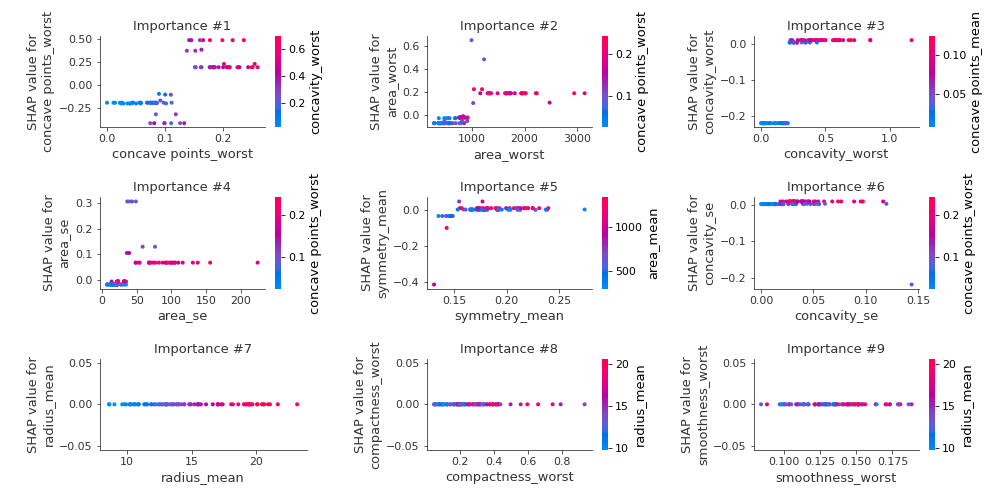 Importance #1
SHAP value for
concave points_worst
0.50
0.25
0.00
−0.25
0.0
0.1
0.2
concave points_worst
0.6
0.4
0.2
concavity_worst
Importance #2
SHAP value for
area_worst
0.6
0.4
0.2
0.0
1000
2000
3000
area_worst
0.2
0.1
concave points_worst
Importance #3
SHAP value for
concavity_worst
0.0
−0.1
−0.2
0.0
0.5
1.0
concavity_worst
0.10
0.05
concave points_mean
Importance #4
SHAP value for
area_se
0.3
0.2
0.1
0.0
0
50
100
150
200
area_se
0.2
0.1
concave points_worst
Importance #5
SHAP value for
symmetry_mean
0.0
−0.2
−0.4
0.15
0.20
0.25
symmetry_mean
1000
500
area_mean
Importance #6
SHAP value for
concavity_se
0.0
−0.1
−0.2
0.00
0.05
0.10
0.15
concavity_se
0.2
0.1
concave points_worst
Importance #7
SHAP value for
radius_mean
0.05
0.00
−0.05
10
15
20
radius_mean
Importance #8
SHAP value for
compactness_worst
0.05
0.00
−0.05
0.2
0.4
0.6
0.8
compactness_worst
20
15
10
radius_mean
Importance #9
SHAP value for
smoothness_worst
0.05
0.00
−0.05
0.100
0.125
0.150
0.175
smoothness_worst
20
15
10
radius_mean